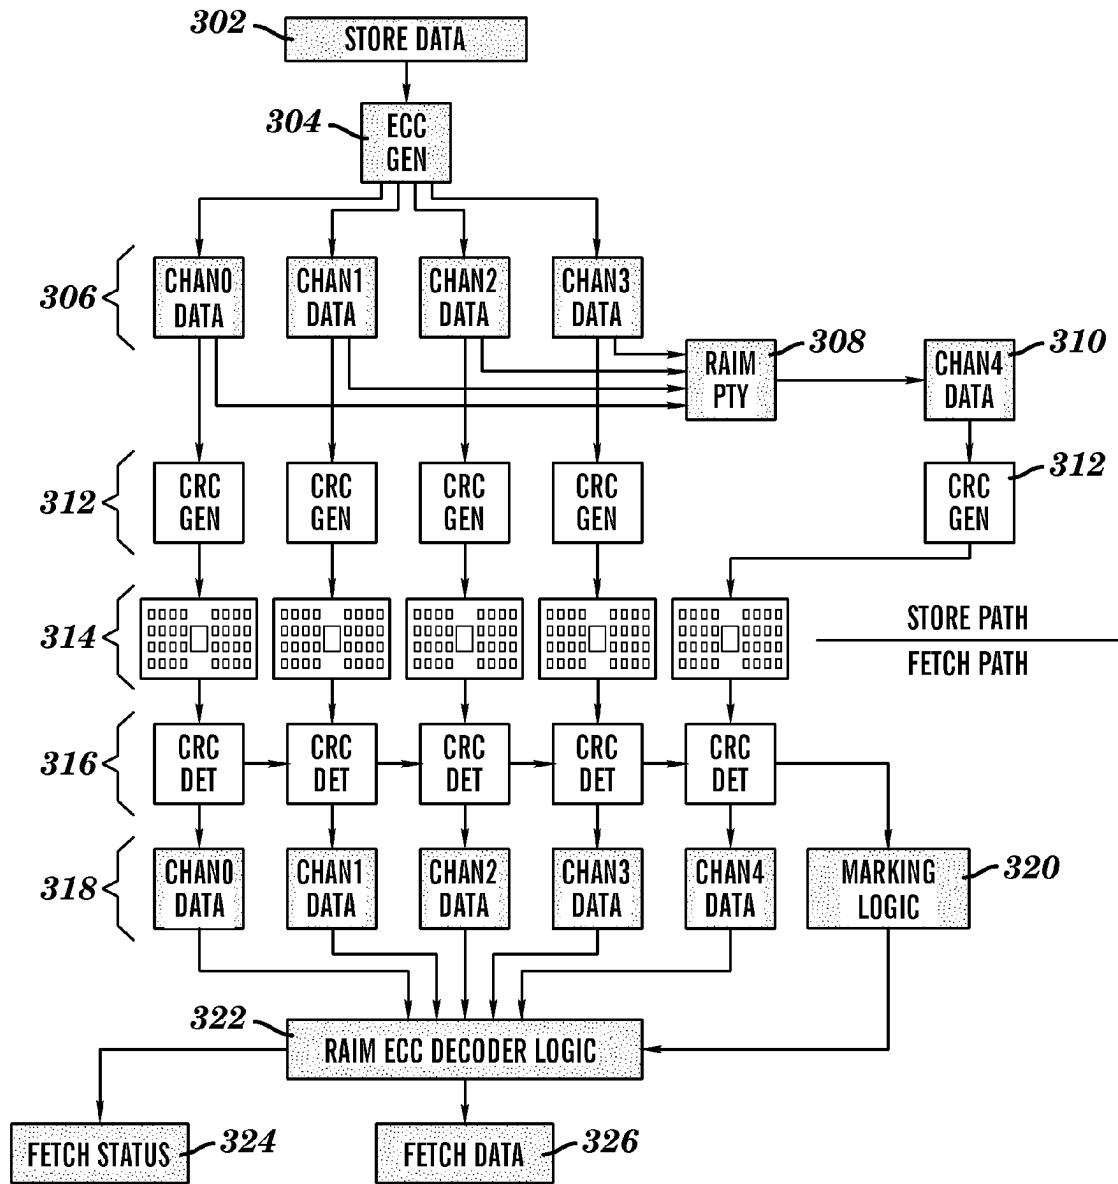 302
STORE DATA
304
ECC
GEN
306
CHAN0
DATA
CHAN1
DATA
CHAN2
DATA
CHAN3
DATA
RAIM
PTY
308
CHAN4
DATA
310
312
CRC
GEN
CRC
GEN
CRC
GEN
CRC
GEN
CRC
GEN
312
314
STORE PATH
FETCH PATH
316
CRC
DET
CRC
DET
CRC
DET
CRC
DET
CRC
DET
318
CHAN0
DATA
CHAN1
DATA
CHAN2
DATA
CHAN3
DATA
CHAN4
DATA
MARKING
LOGIC
320
322
RAIM ECC DECODER LOGIC
FETCH STATUS
324
FETCH DATA
326